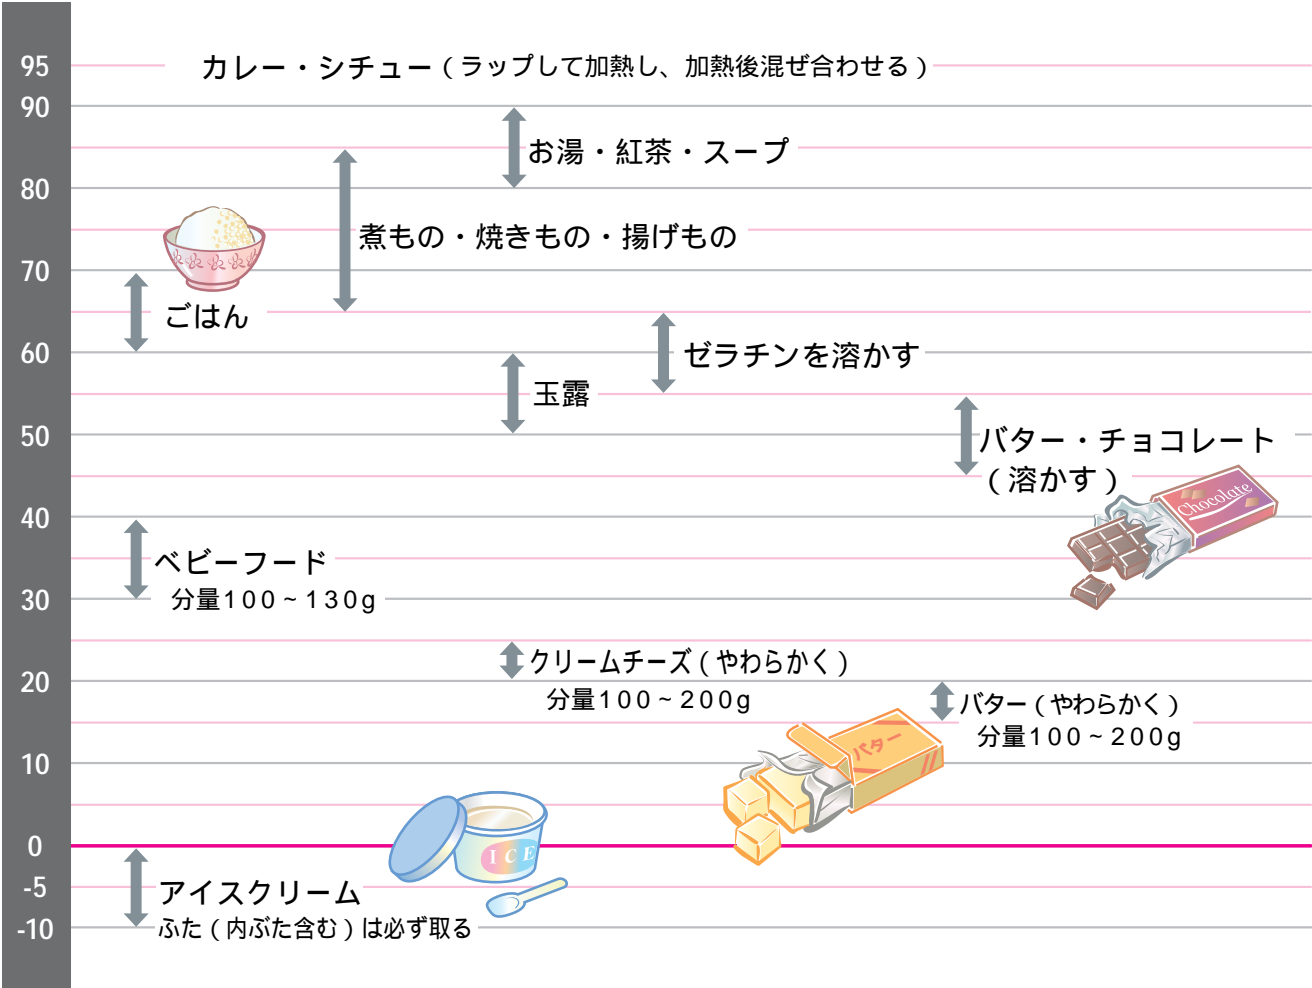 95
カレー・シチュー（ラップして加熱し、加熱後混ぜ合わせる）
90
お湯・紅茶・スープ
80
煮もの・焼きもの・揚げもの
70
ごはん
60
ゼラチンを溶かす
玉露
50
バター・チョコレート
（溶かす）
Chocolate
40
ベビーフード
30
分量100～130g
クリームチーズ（やわらかく）
20
分量100～200g
バター（やわらかく）
分量100～200g
バター
10
0
ICE
-5
アイスクリーム
-10
ふた（内ぶた含む）は必ず取る